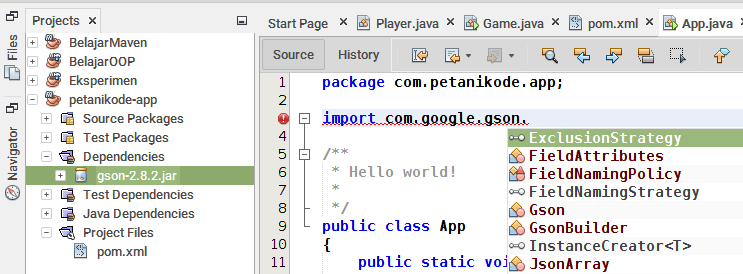 Files
Navigator
Projects
BelajarMaven
BelajarOOP
Eksperimen
petanikode-app
Source Packages
Test Packages
Dependencies
gson-2.8.2.jar
Test Dependencies
Java Dependencies
Project Files
pom.xml
Start Page
Player.java
Game.java
pom.xml
App.java
Source
History
1 package com.petanikode.app;
2
import com.google.gson.
4
5 /**
6 * Hello world!
7 *
8 */
9 public class App
10 {
11 public static voi
ExclusionStrategy
FieldAttributes
FieldNamingPolicy
FieldNamingStrategy
Gson
GsonBuilder
InstanceCreator<T>
JsonArray